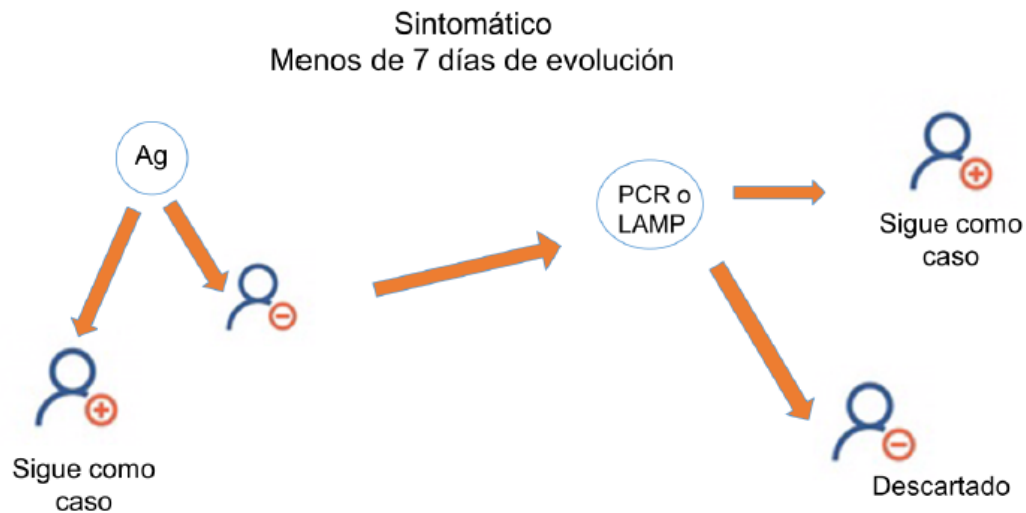 Sintomático
Menos de 7 días de evolución
Ag
Sigue como
caso
PCR o
LAMP
Sigue como
caso
Descartado